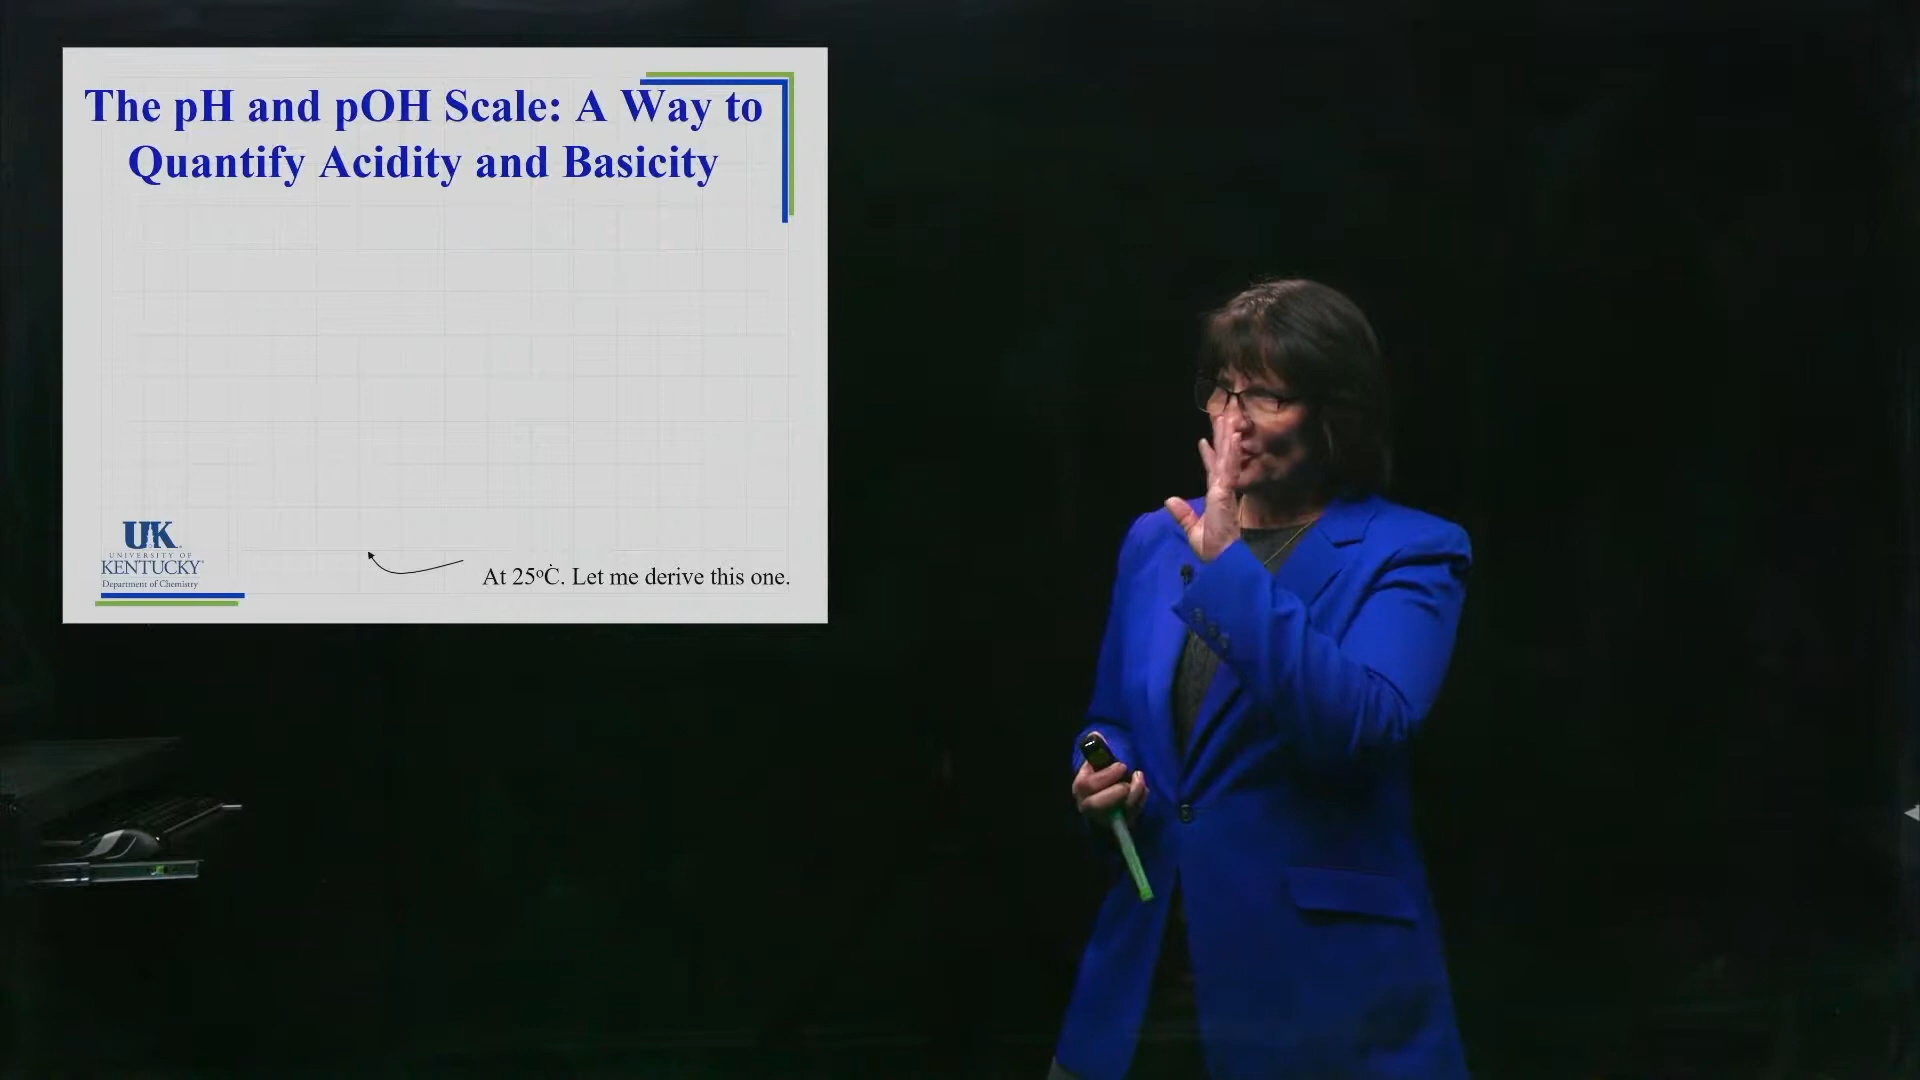 The pH and pOH Scale: A Way to
Quantify Acidity and Basicity
UK
UNIVERSITY OF
KENTUCKY
Department of Chemistry
At 25ºC. Let me derive this one.